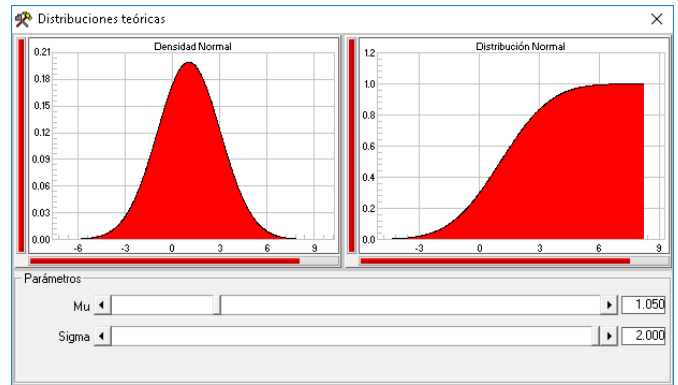 Distribuciones teóricas
Densidad Normal
0.21
0.18
0.15
0.12
0.09
0.06
0.03
0.00
-6 -3 0 3 6 9
Distribución Normal
1.2
1.0
0.8
0.6
0.4
0.2
0.0
-3 0 3 6 9
Parámetros
Mu 1.050
Sigma 2.000